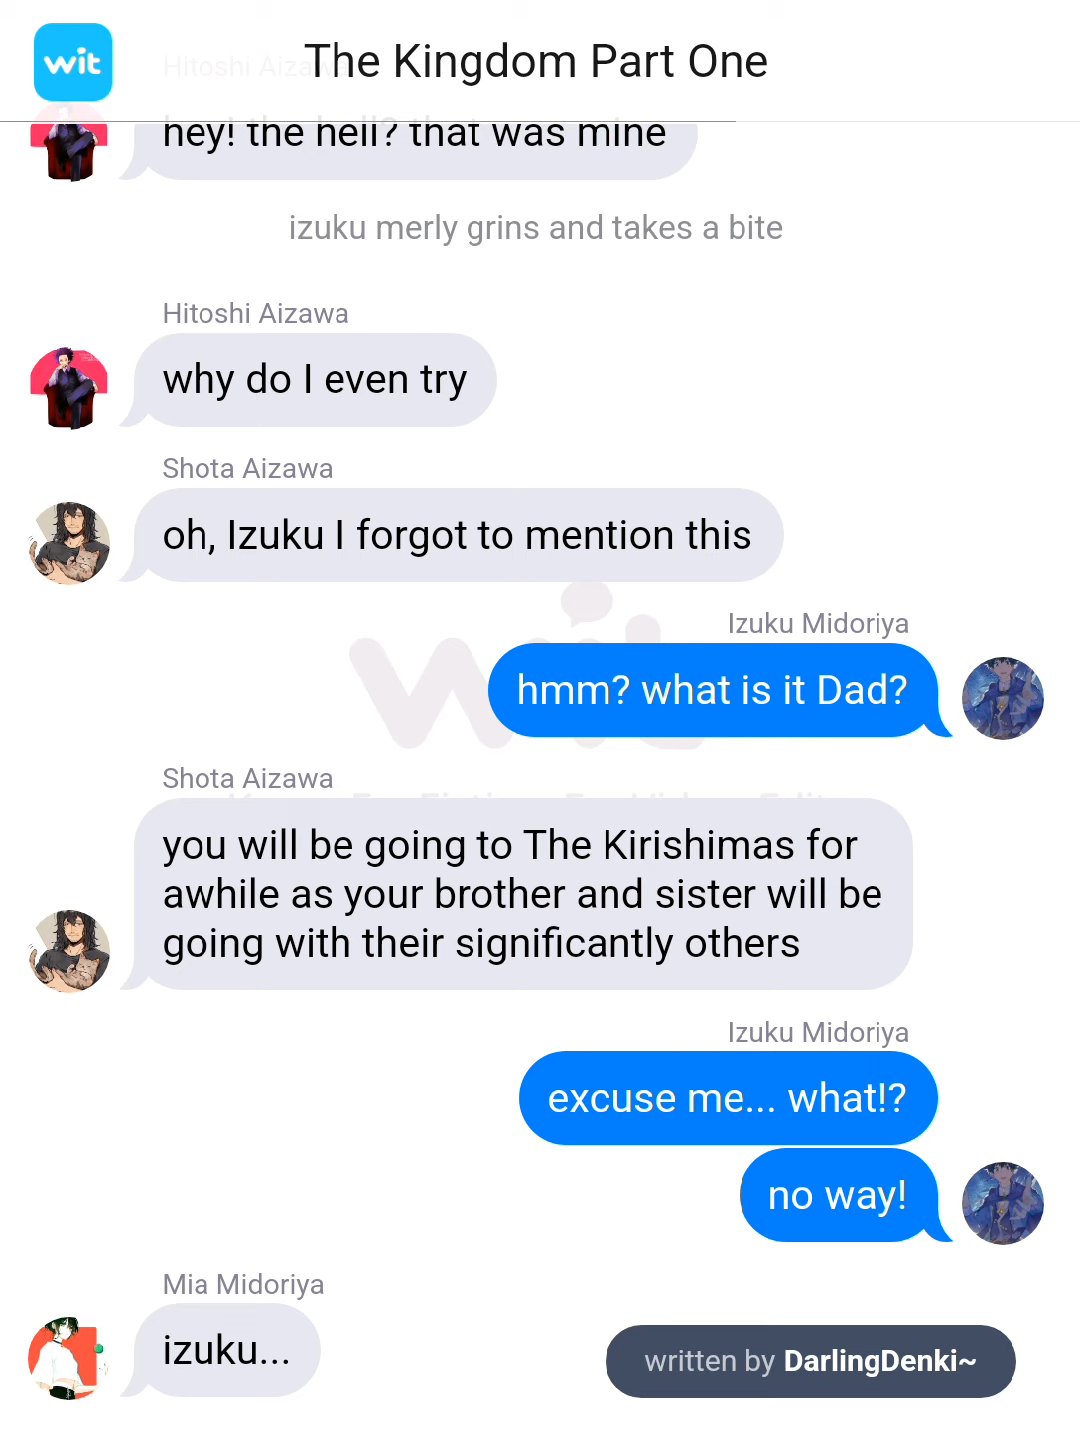 wit
The Kingdom Part One
Hitoshi Aizawa
hey! the hell? that was mine
izuku merly grins and takes a bite
Hitoshi Aizawa
why do I even try
Shota Aizawa
oh, Izuku I forgot to mention this
Izuku Midoriya
hmm? what is it Dad?
wit
Shota Aizawa
you will be going to The Kirishimas for
awhile as your brother and sister will be
going with their significantly others
Izuku Midoriya
excuse me... what!?
no way!
Mia Midoriya
izuku...
written by DarlingDenki~